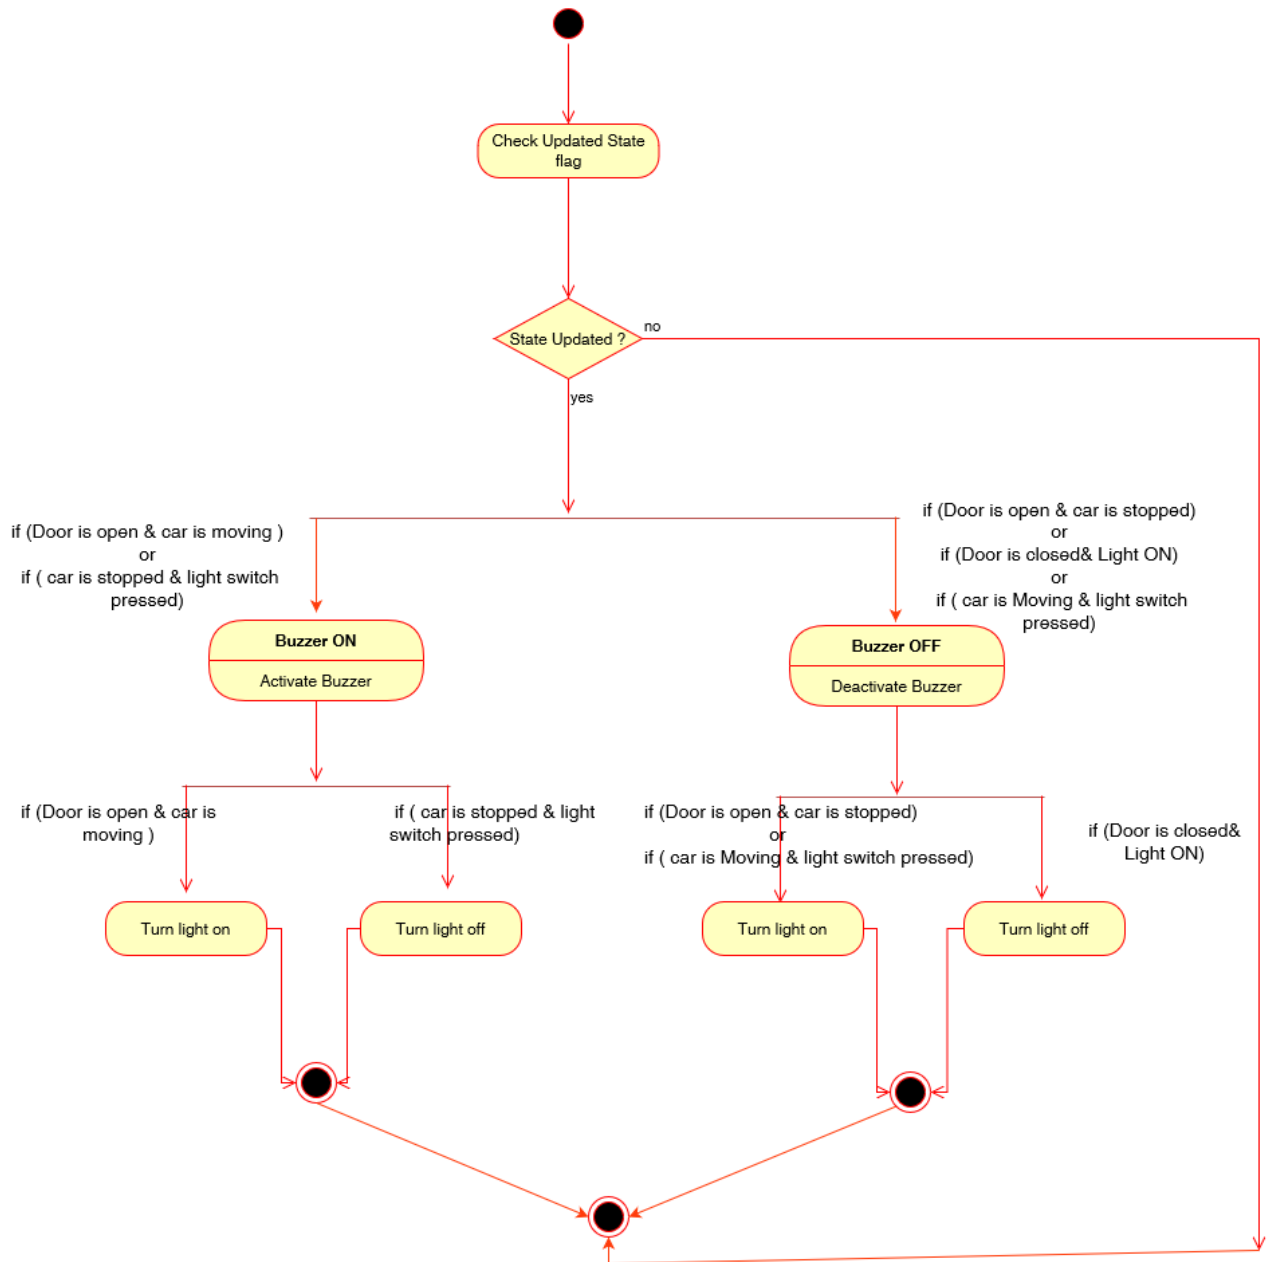 Check Updated State
flag
State Updated ?
no
yes
if (Door is open & car is moving )
or
if ( car is stopped & light switch
pressed)
if (Door is open & car is stopped)
or
if (Door is closed& Light ON)
or
if ( car is Moving & light switch
pressed)
Buzzer ON
Activate Buzzer
Buzzer OFF
Deactivate Buzzer
if (Door is open & car is
moving )
if ( car is stopped & light
switch pressed)
if (Door is open & car is stopped)
or
if ( car is Moving & light switch pressed)
if (Door is closed&
Light ON)
Turn light on
Turn light off
Turn light on
Turn light off